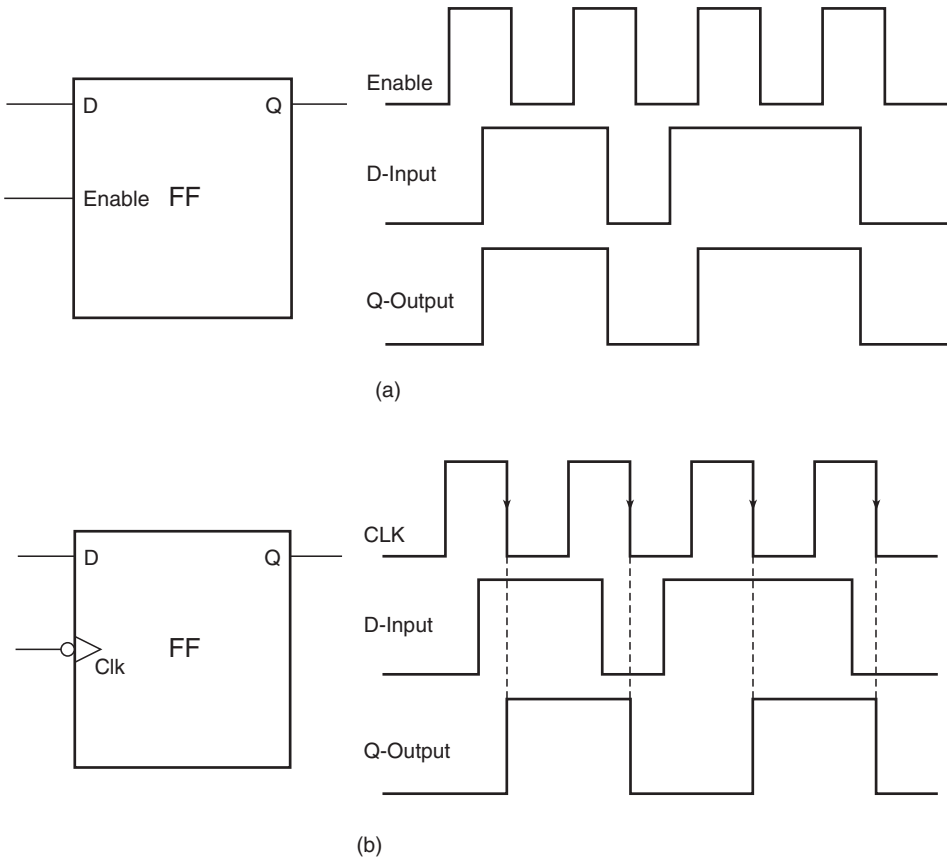 Enable
D
Q
Enable FF
D-Input
Q-Output
(a)
CLK
D
Q
Clk
FF
D-Input
Q-Output
(b)